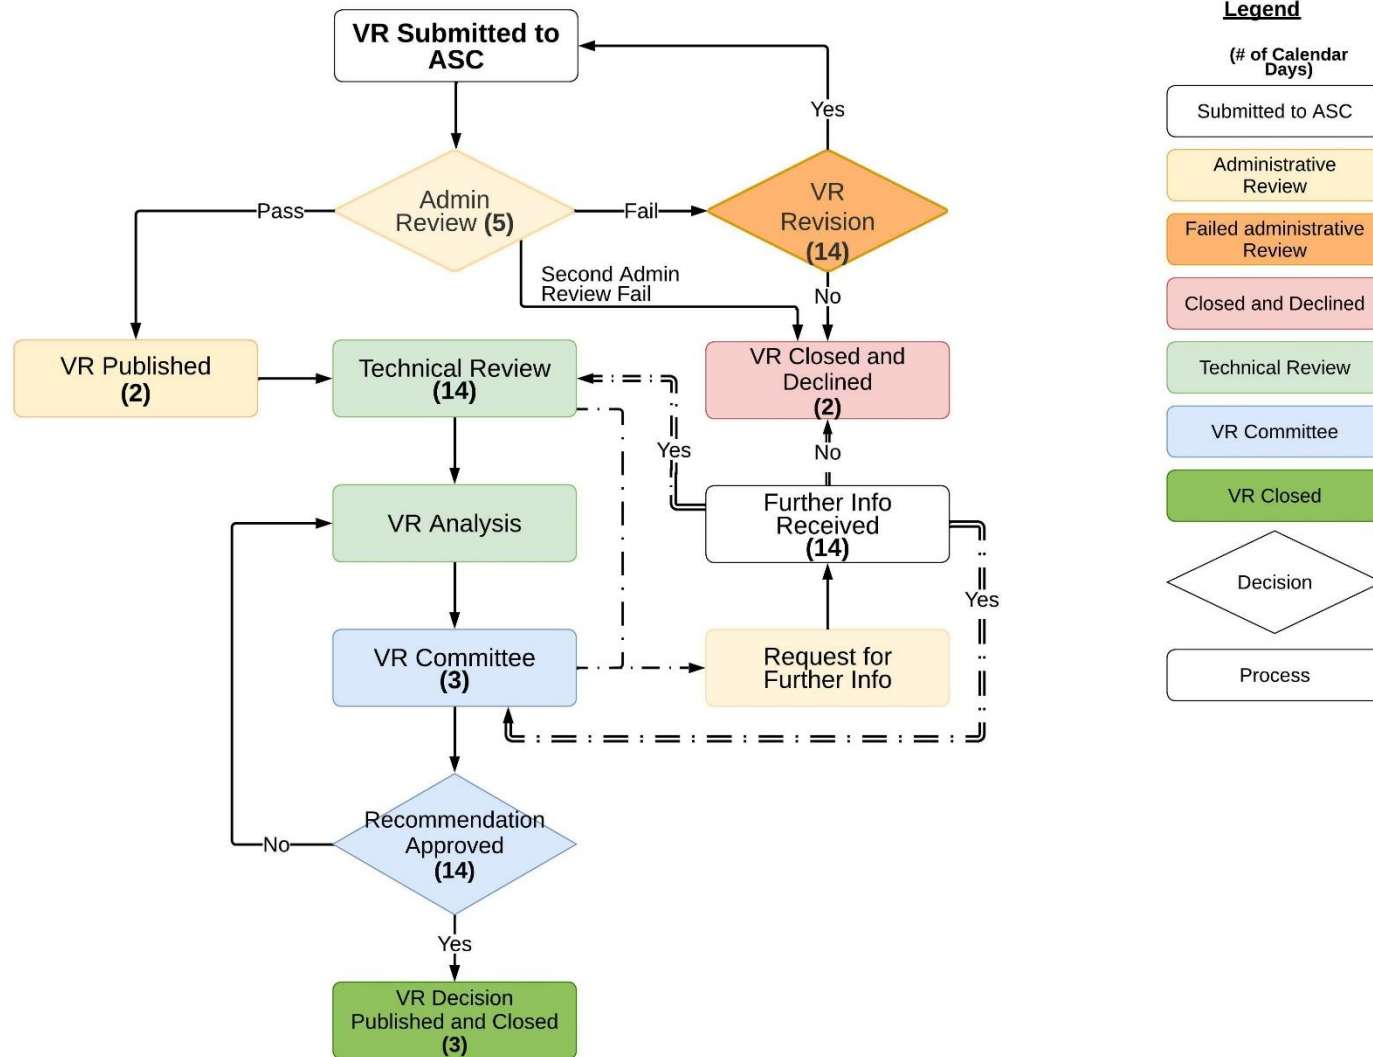 VR Submitted to
ASC
Yes
Admin
Review (5)
Pass
Fail
VR
Revision
(14)
Second Admin
Review Fail
No
VR Published
(2)
Technical Review
(14)
VR Closed and
Declined
(2)
Yes
No
VR Analysis
Further Info
Received
(14)
Yes
VR Committee
(3)
Request for
Further Info
Recommendation
Approved
(14)
No
Yes
VR Decision
Published and Closed
(3)
Legend
(# of Calendar
Days)
Submitted to ASC
Administrative
Review
Failed administrative
Review
Closed and Declined
Technical Review
VR Committee
VR Closed
Decision
Process